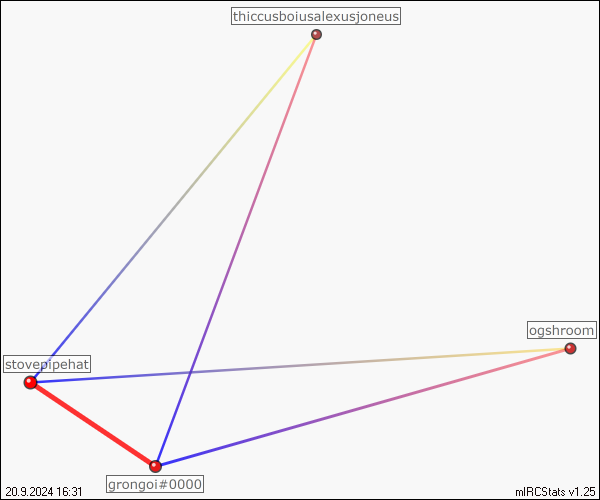 thiccusboiusalexusjoneus
ogshroom
stovepipehat
grongoi#0000
20.9.2024 16:31
mIRCStats v1.25